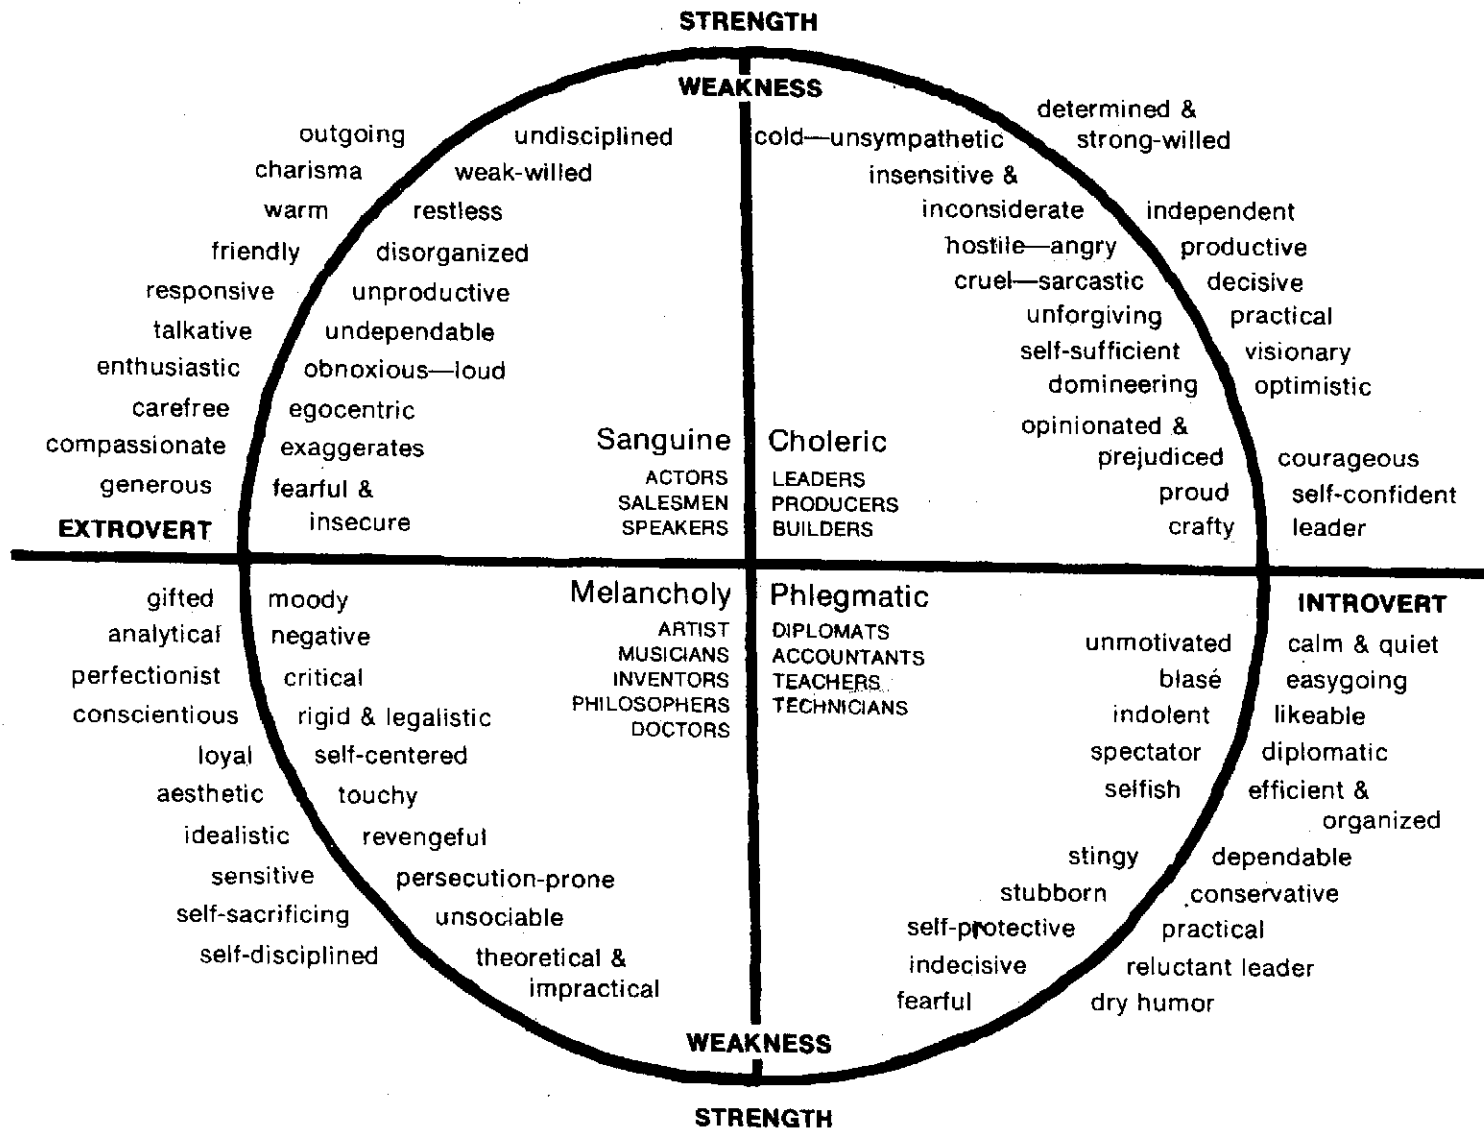 STRENGTH
WEAKNESS
outgoing
charisma
warm
friendly
responsive
talkative
enthusiastic
carefree
compassionate
generous
undisciplined
weak-willed
restless
disorganized
unproductive
undependable
obnoxious—loud
egocentric
exaggerates
fearful &
insecure
Sanguine
ACTORS
SALESMEN
SPEAKERS
cold—unsympathetic
insensitive &
inconsiderate
hostile—angry
cruel—sarcastic
unforgiving
self-sufficient
domineering
opinionated &
prejudiced
proud
crafty
determined &
strong-willed
independent
productive
decisive
practical
visionary
optimistic
courageous
self-confident
leader
Choleric
LEADERS
PRODUCERS
BUILDERS
EXTROVERT
INTROVERT
gifted
analytical
perfectionist
conscientious
loyal
aesthetic
idealistic
sensitive
self-sacrificing
self-disciplined
moody
negative
critical
rigid & legalistic
self-centered
touchy
revengeful
persecution-prone
unsociable
theoretical &
impractical
Melancholy
ARTIST
MUSICIANS
INVENTORS
PHILOSOPHERS
DOCTORS
Phlegmatic
DIPLOMATS
ACCOUNTANTS
TEACHERS
TECHNICIANS
unmotivated
blasé
indolent
spectator
selfish
stingy
stubborn
self-protective
indecisive
fearful
calm & quiet
easygoing
likeable
diplomatic
efficient &
organized
dependable
conservative
practical
reluctant leader
dry humor
WEAKNESS
STRENGTH